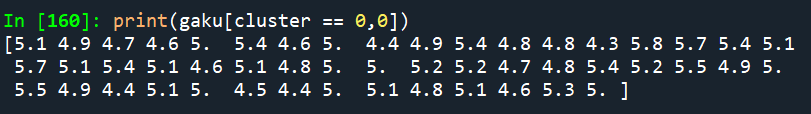 In [160]: print(gaku[cluster == 0,0])
[5.1 4.9 4.7 4.6 5.  5.4 4.6 5.  4.4 4.9 5.4 4.8 4.8 4.3 5.8 5.7 5.4 5.1
 5.7 5.1 5.4 5.1 4.6 5.1 4.8 5.  5.  5.2 5.2 4.7 4.8 5.4 5.2 5.5 4.9 5.
 5.5 4.9 4.4 5.1 5.  4.5 4.4 5.  5.1 4.8 5.1 4.6 5.3 5. ]